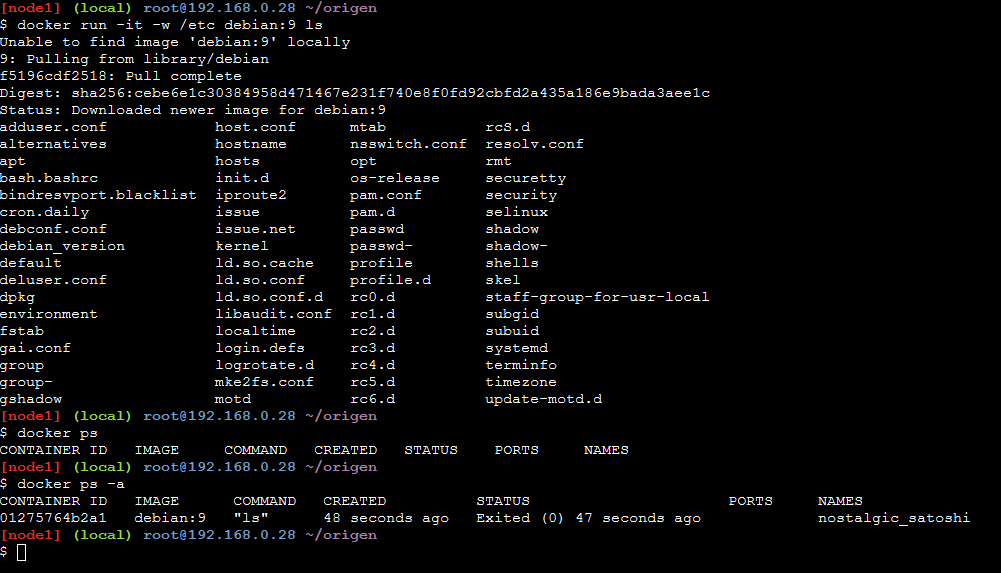 [node1] (local) root@192.168.0.28 ~/origen
$ docker run -it -w /etc debian:9 ls
Unable to find image 'debian:9' locally
9: Pulling from library/debian
f5196cdf2518: Pull complete
Digest: sha256:cebe6e1c30384958d471467e231f740e8f0fd92cbfd2a435a186e9bada3aee1c
Status: Downloaded newer image for debian:9
adduser.conf            host.conf      mtab           rcS.d
alternatives            hostname       nsswitch.conf  resolv.conf
apt                     hosts          opt            rmt
bash.bashrc             init.d         os-release     securetty
bindresvport.blacklist  iproute2       pam.conf       security
cron.daily              issue          pam.d          selinux
debconf.conf            issue.net      passwd         shadow
debian_version          kernel         passwd-        shadow-
default                 ld.so.cache    profile        shells
deluser.conf            ld.so.conf     profile.d      skel
dpkg                    ld.so.conf.d   rc0.d          staff-group-for-usr-local
environment             libaudit.conf  rc1.d          subgid
fstab                   localtime      rc2.d          subuid
gai.conf                login.defs     rc3.d          systemd
group                   logrotate.d    rc4.d          terminfo
group-                  mke2fs.conf    rc5.d          timezone
gshadow                 motd           rc6.d          update-motd.d
[node1] (local) root@192.168.0.28 ~/origen
$ docker ps
CONTAINER ID   IMAGE     COMMAND   CREATED   STATUS    PORTS     NAMES
[node1] (local) root@192.168.0.28 ~/origen
$ docker ps -a
CONTAINER ID   IMAGE      COMMAND   CREATED          STATUS                      PORTS     NAMES
01275764b2a1   debian:9   "ls"      48 seconds ago   Exited (0) 47 seconds ago             nostalgic_satoshi
[node1] (local) root@192.168.0.28 ~/origen
$